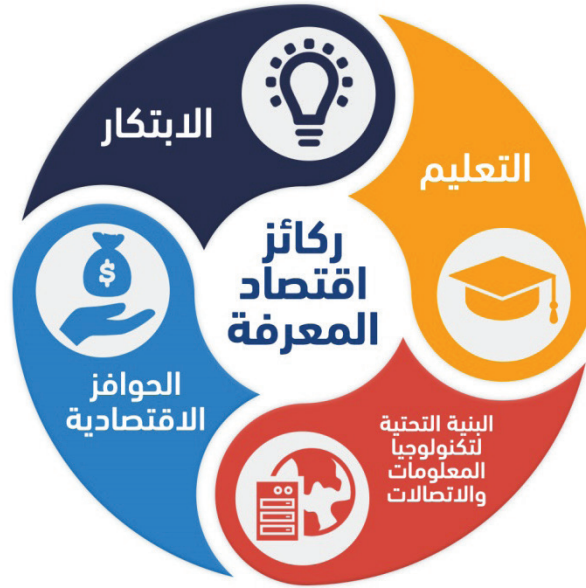 ركائز
اقتصاد
المعرفة
الابتكار
التعليم
البنية التحتية
لتكنولوجيا
المعلومات
والاتصالات
الحوافز
الاقتصادية
$